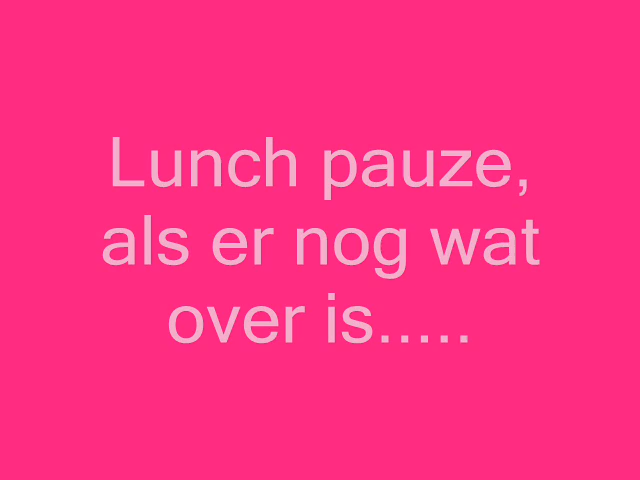 Lunch pauze,
als er nog wat
over is.....